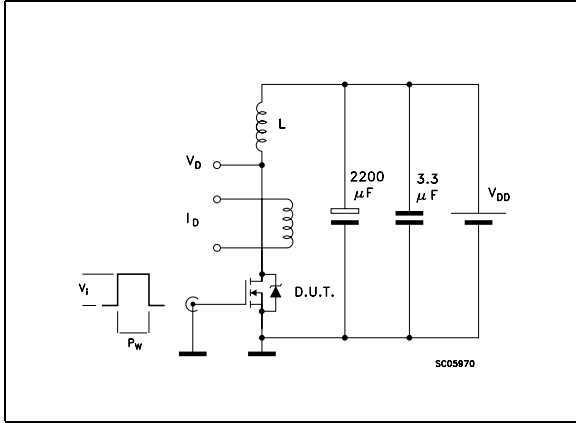 L
V_D
2200
μF
3.3
μF
V_DD
I_D
V_i
D.U.T.
P_W
SC05970